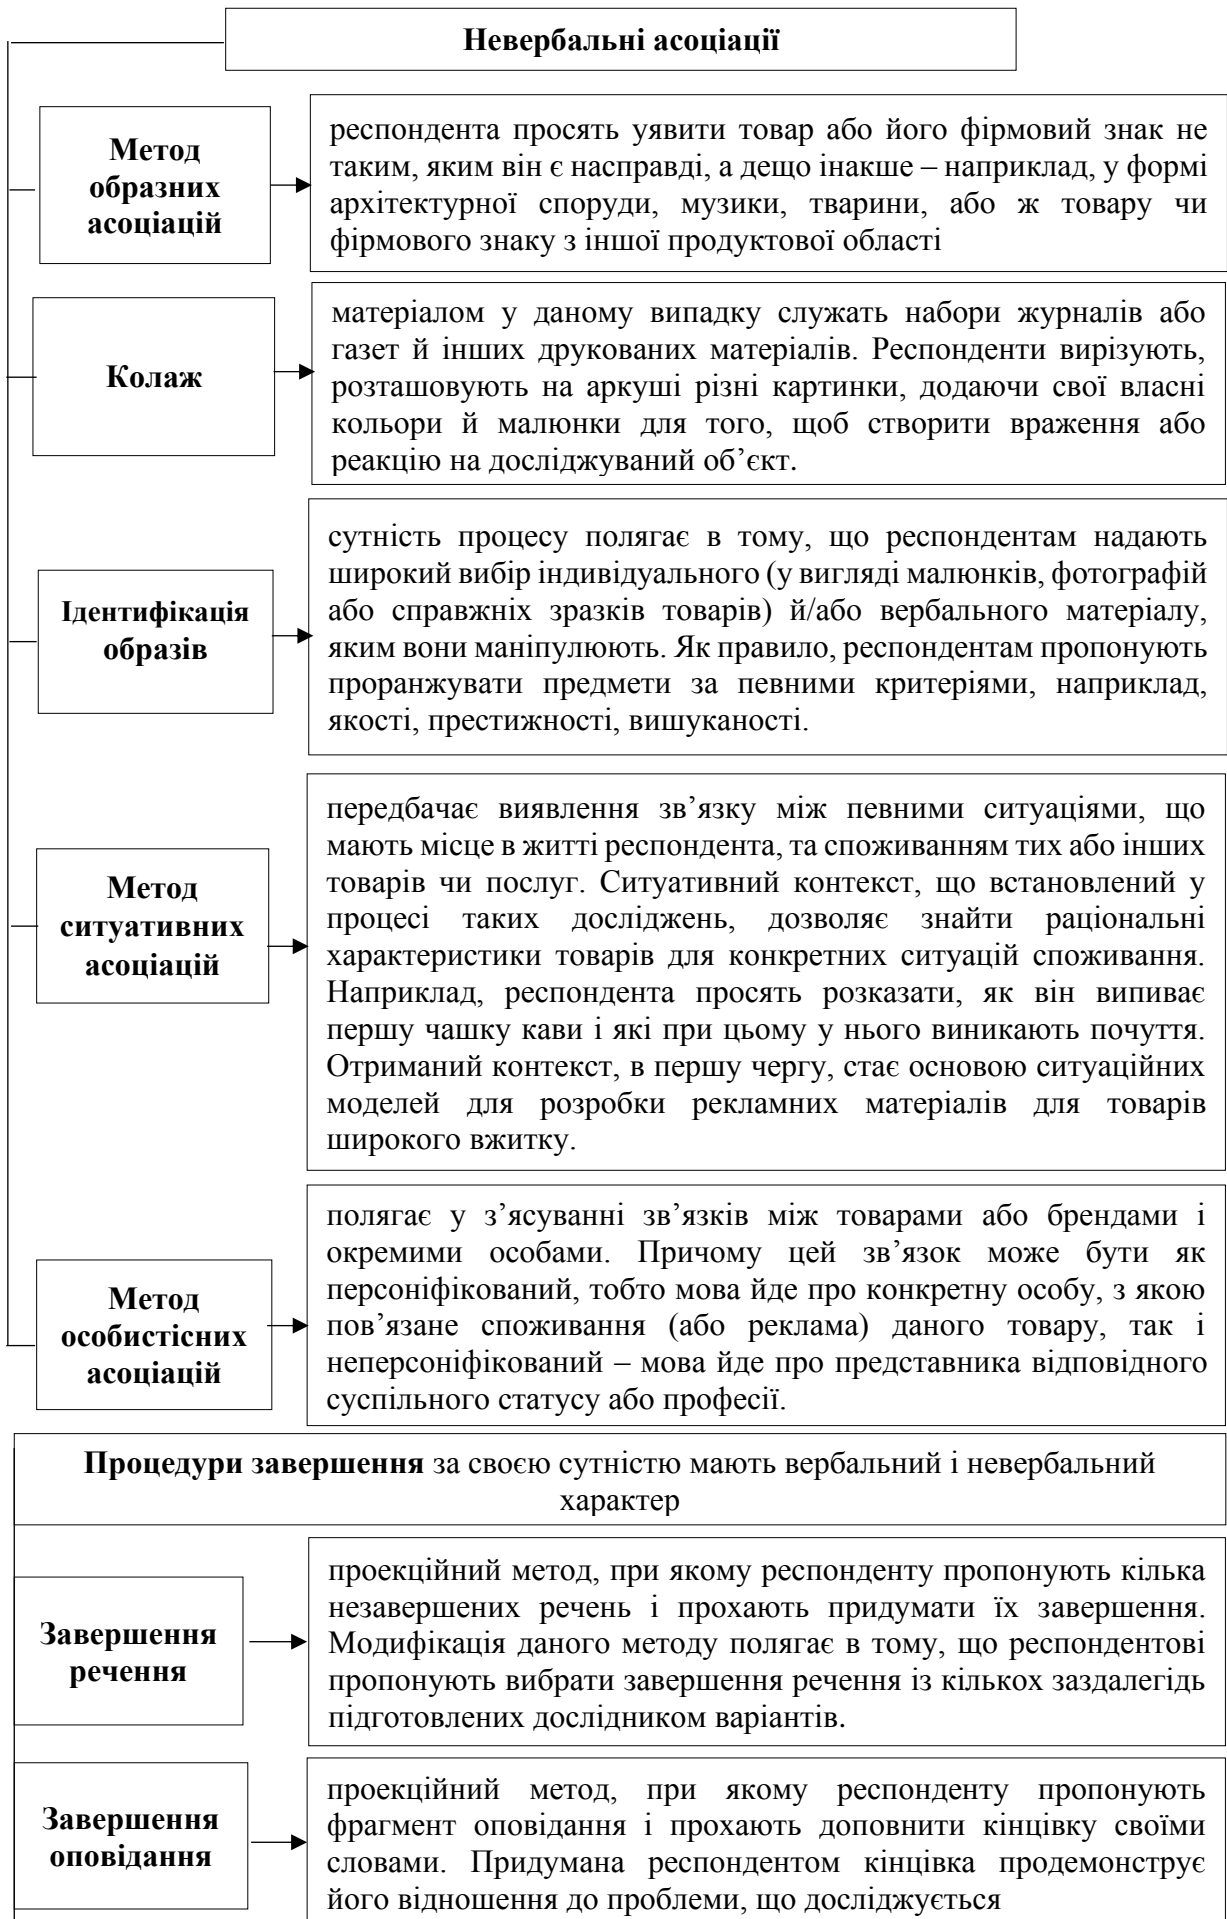 Невербальні асоціації
Метод
образних
асоціацій
респондента просять уявити товар або його фірмовий знак не
таким, яким він є насправді, а дещо інакше – наприклад, у формі
архітектурної споруди, музики, тварини, або ж товару чи
фірмового знаку з іншої продуктової області
Колаж
матеріалом у даному випадку служать набори журналів або
газет й інших друкованих матеріалів. Респонденти вирізують,
розташовують на аркуші різні картинки, додаючи свої власні
кольори й малюнки для того, щоб створити враження або
реакцію на досліджуваний об’єкт.
Ідентифікація
образів
сутність процесу полягає в тому, що респондентам надають
широкий вибір індивідуального (у вигляді малюнків, фотографій
або справжніх зразків товарів) й/або вербального матеріалу,
яким вони маніпулюють. Як правило, респондентам пропонують
проранжувати предмети за певними критеріями, наприклад,
якості, престижності, вишуканості.
Метод
ситуативних
асоціацій
передбачає виявлення зв’язку між певними ситуаціями, що
мають місце в житті респондента, та споживанням тих або інших
товарів чи послуг. Ситуативний контекст, що встановлений у
процесі таких досліджень, дозволяє знайти раціональні
характеристики товарів для конкретних ситуацій споживання.
Наприклад, респондента просять розказати, як він випиває
першу чашку кави і які при цьому у нього виникають почуття.
Отриманий контекст, в першу чергу, стає основою ситуаційних
моделей для розробки рекламних матеріалів для товарів
широкого вжитку.
Метод
особистісних
асоціацій
полягає у з’ясуванні зв’язків між товарами або брендами і
окремими особами. Причому цей зв’язок може бути як
персоніфікований, тобто мова йде про конкретну особу, з якою
пов’язане споживання (або реклама) даного товару, так і
неперсоніфікований – мова йде про представника відповідного
суспільного статусу або професії.
Процедури завершення за своєю сутністю мають вербальний і невербальний
характер
Завершення
речення
проекційний метод, при якому респонденту пропонують кілька
незавершених речень і прохають придумати їх завершення.
Модифікація даного методу полягає в тому, що респондентові
пропонують вибрати завершення речення із кількох заздалегідь
підготовлених дослідником варіантів.
Завершення
оповідання
проекційний метод, при якому респонденту пропонують
фрагмент оповідання і прохають доповнити кінцівку своїми
словами. Придумана респондентом кінцівка продемонструє
його відношення до проблеми, що досліджується